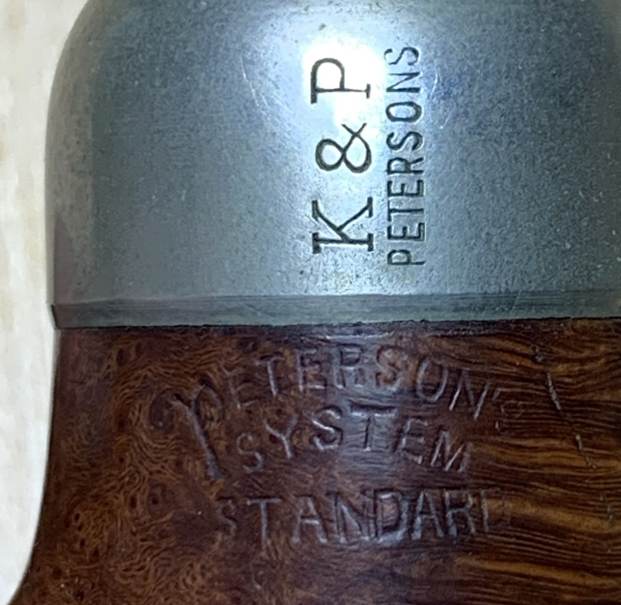 K & P
PETERSONS
PETERSON'S
SYSTEM
STANDARD